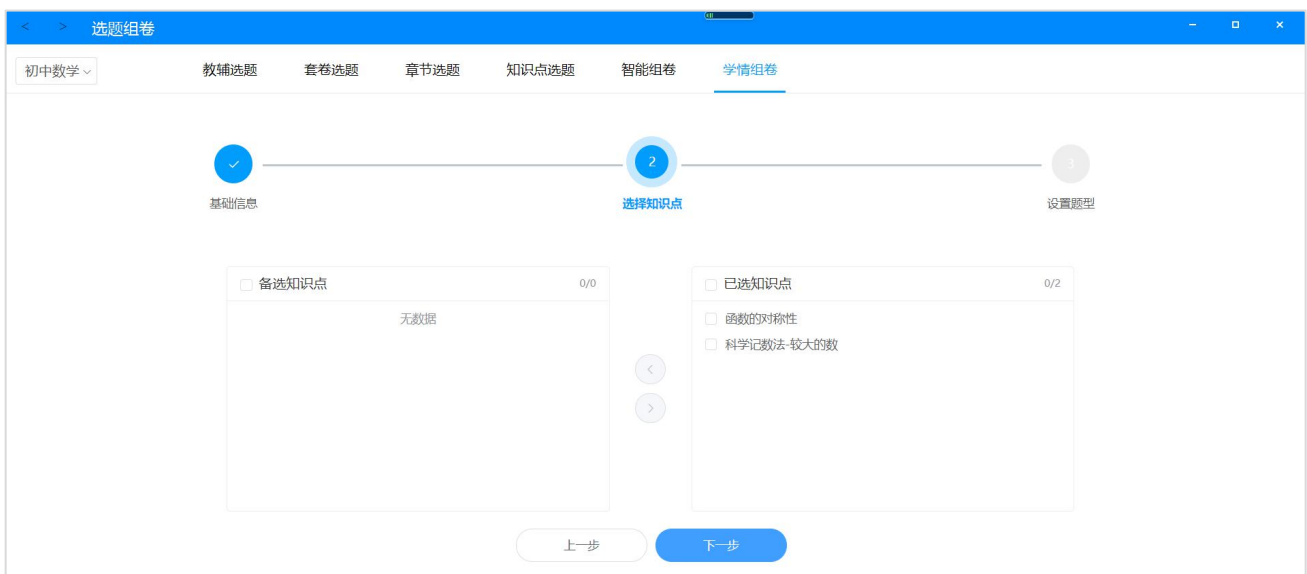 < > 选题组卷
初中数学 教辅选题 套卷选题 章节选题 知识点选题 智能组卷 学情组卷
2 3
基础信息 选择知识点 设置题型
备选知识点 0/0 已选知识点 0/2
无数据 函数的对称性
科学记数法-较大的数
上一步 下一步